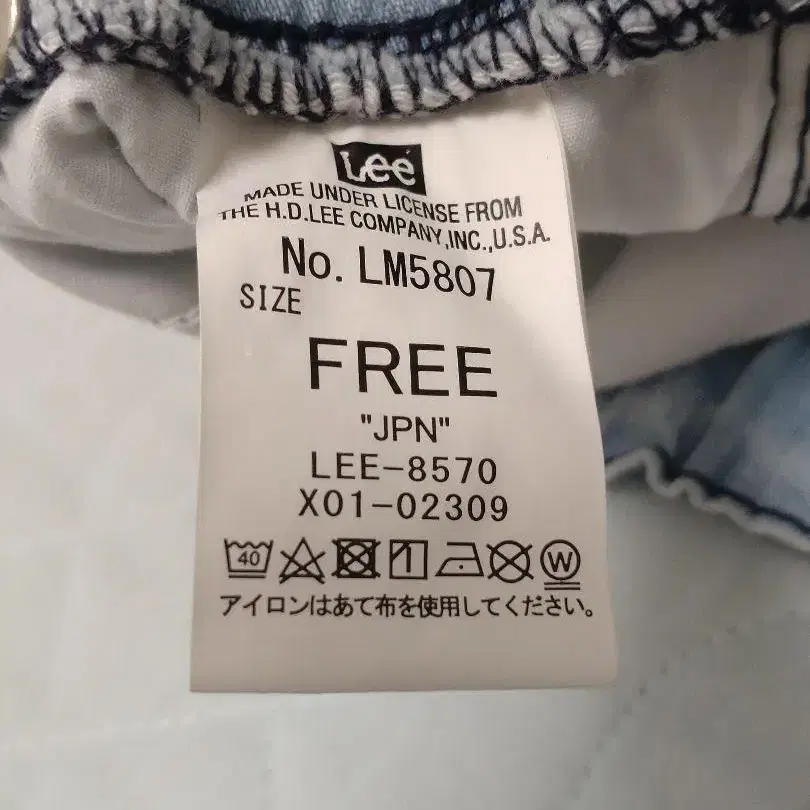 Lee
MADE UNDER LICENSE FROM
THE H.D.LEE COMPANY,INC.,U.S.A.
No. LM5807
SIZE
FREE
"JPN"
LEE-8570
X01-02309
40 W
アイロンはあて布を使用してください。